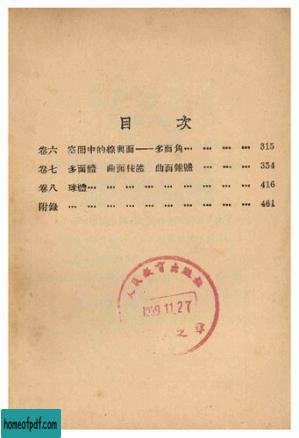 目 次
卷六 空間中的線與面——多面角… … … … … 315
卷七 多面體 曲面柱體 曲面錐體 … … … … 354
卷八 球體… … … … … … … … … … 416
附錄 … … … … … … … … … … 461
人民教育出版社
1959.11.27
homeofpdf.com